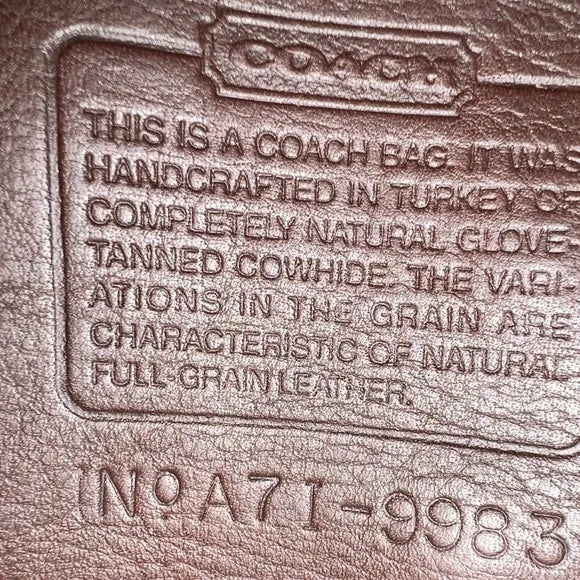 COACH
THIS IS A COACH BAG. IT WAS
HANDCRAFTED IN TURKEY OF
COMPLETELY NATURAL GLOVE-
TANNED COWHIDE. THE VARI-
ATIONS IN THE GRAIN ARE
CHARACTERISTIC OF NATURAL
FULL-GRAIN LEATHER.
No A7I-9983